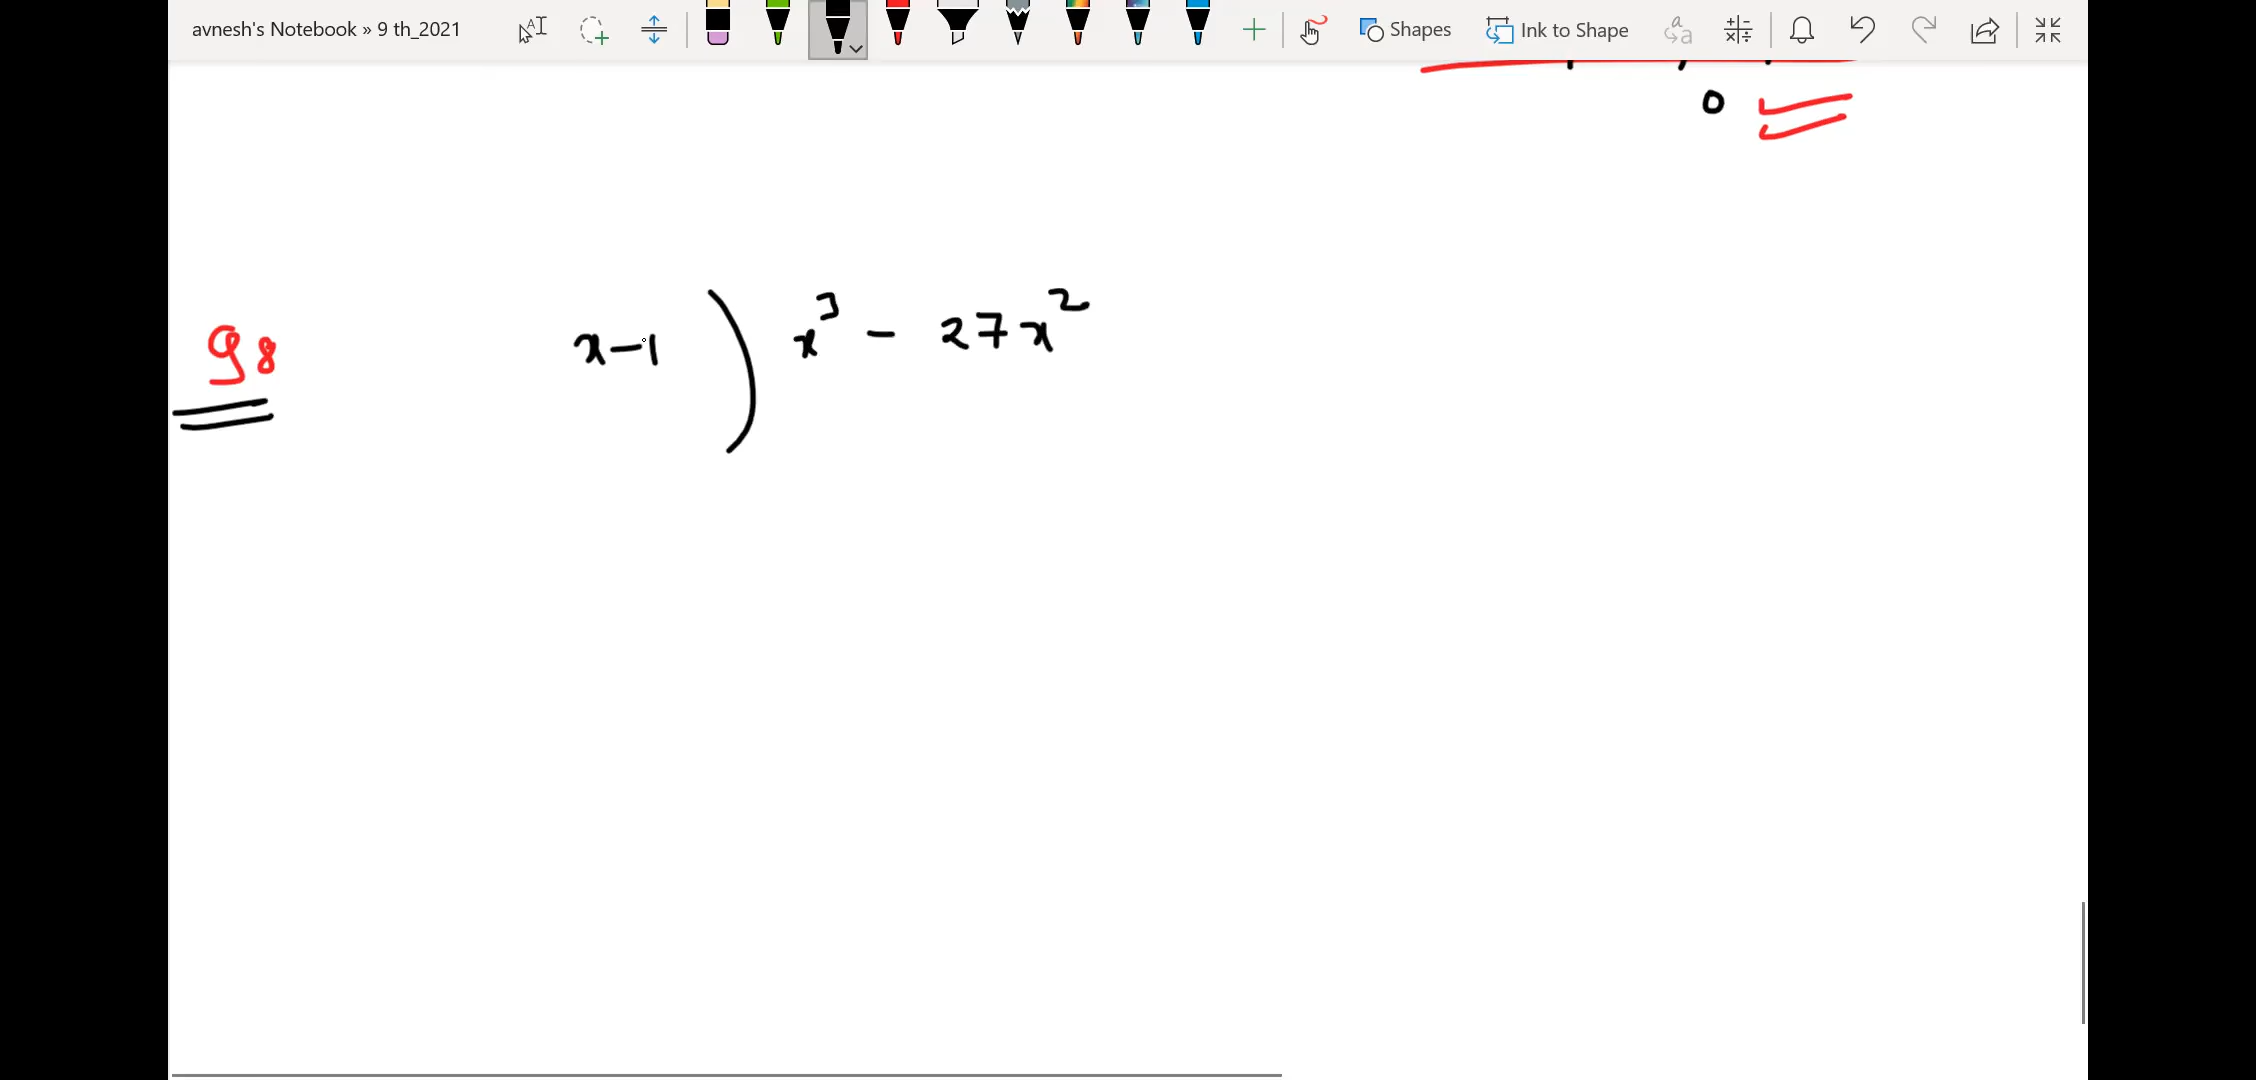 avnesh's Notebook » 9 th_2021 Shapes Ink to Shape
0
98 x-1 ) x³ - 27x²